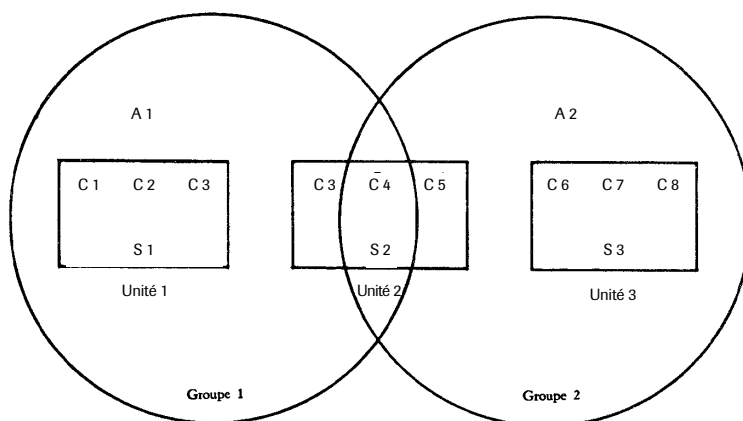 A 1 A 2
C 1 C 2 C 3 C 3 C 4 C 5 C 6 C 7 C 8
S 1 S 2 S 3
Unité 1 Unité 2 Unité 3
Groupe 1 Groupe 2